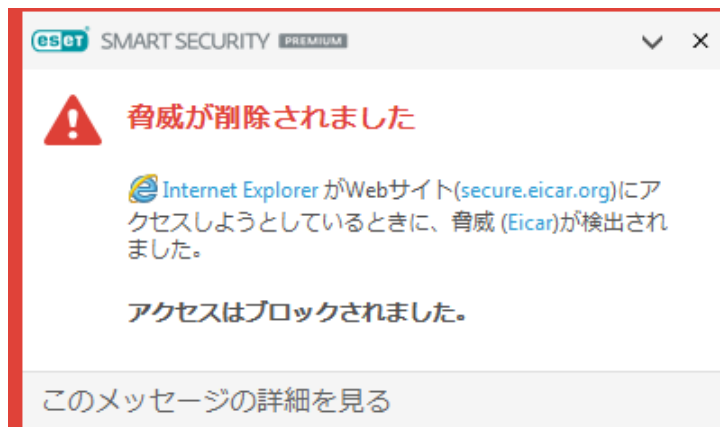 eset SMART SECURITY PREMIUM
脅威が削除されました
Internet Explorer がWebサイト(secure.eicar.org)にア
クセスしようとしているときに、脅威 (Eicar)が検出され
ました。
アクセスはブロックされました。
このメッセージの詳細を見る